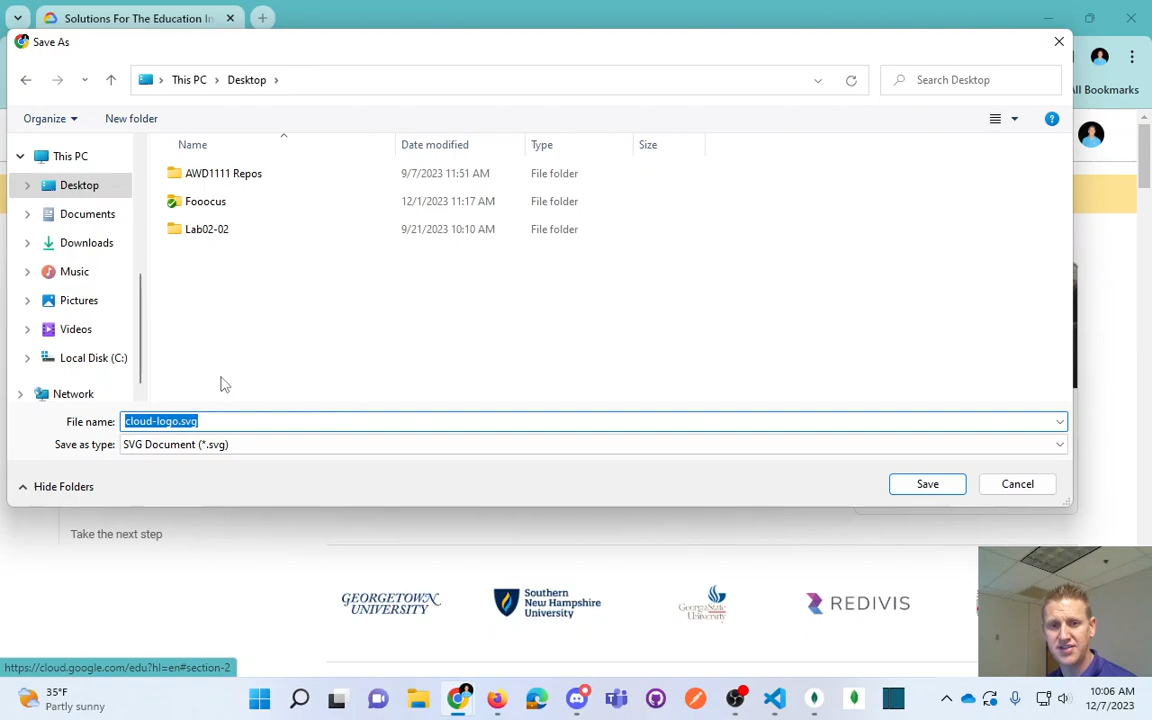 Solutions For The Education In
Save As
This PC
Desktop
Search Desktop
All Bookmarks
Organize
New folder
Name
Date modified
Type
Size
This PC
Desktop
Documents
Downloads
Music
Pictures
Videos
Local Disk (C:)
Network
AWD1111 Repos 9/7/2023 11:51 AM File folder
Fooocus 12/1/2023 11:17 AM File folder
Lab02-02 9/21/2023 10:10 AM File folder
File name: cloud-logo.svg
Save as type: SVG Document (*.svg)
Hide Folders
Save
Cancel
Take the next step
GEORGETOWN
UNIVERSITY
Southern
New Hampshire
University
GeorgiaState
University
REDIVIS
https://cloud.google.com/edu?hl=en#section-2
35°F
Partly sunny
10:06 AM
12/7/2023